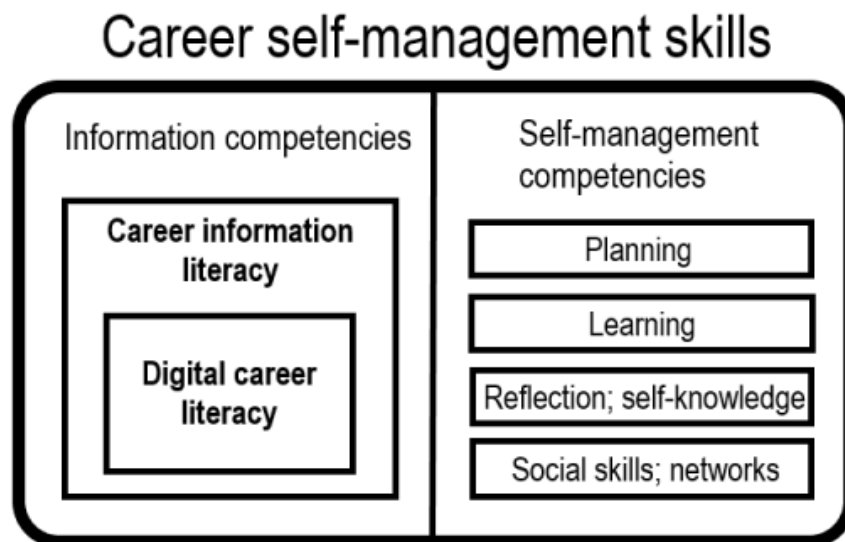 Career self-management skills
Information competencies
Career information
literacy
Digital career
literacy
Self-management
competencies
Planning
Learning
Reflection; self-knowledge
Social skills; networks